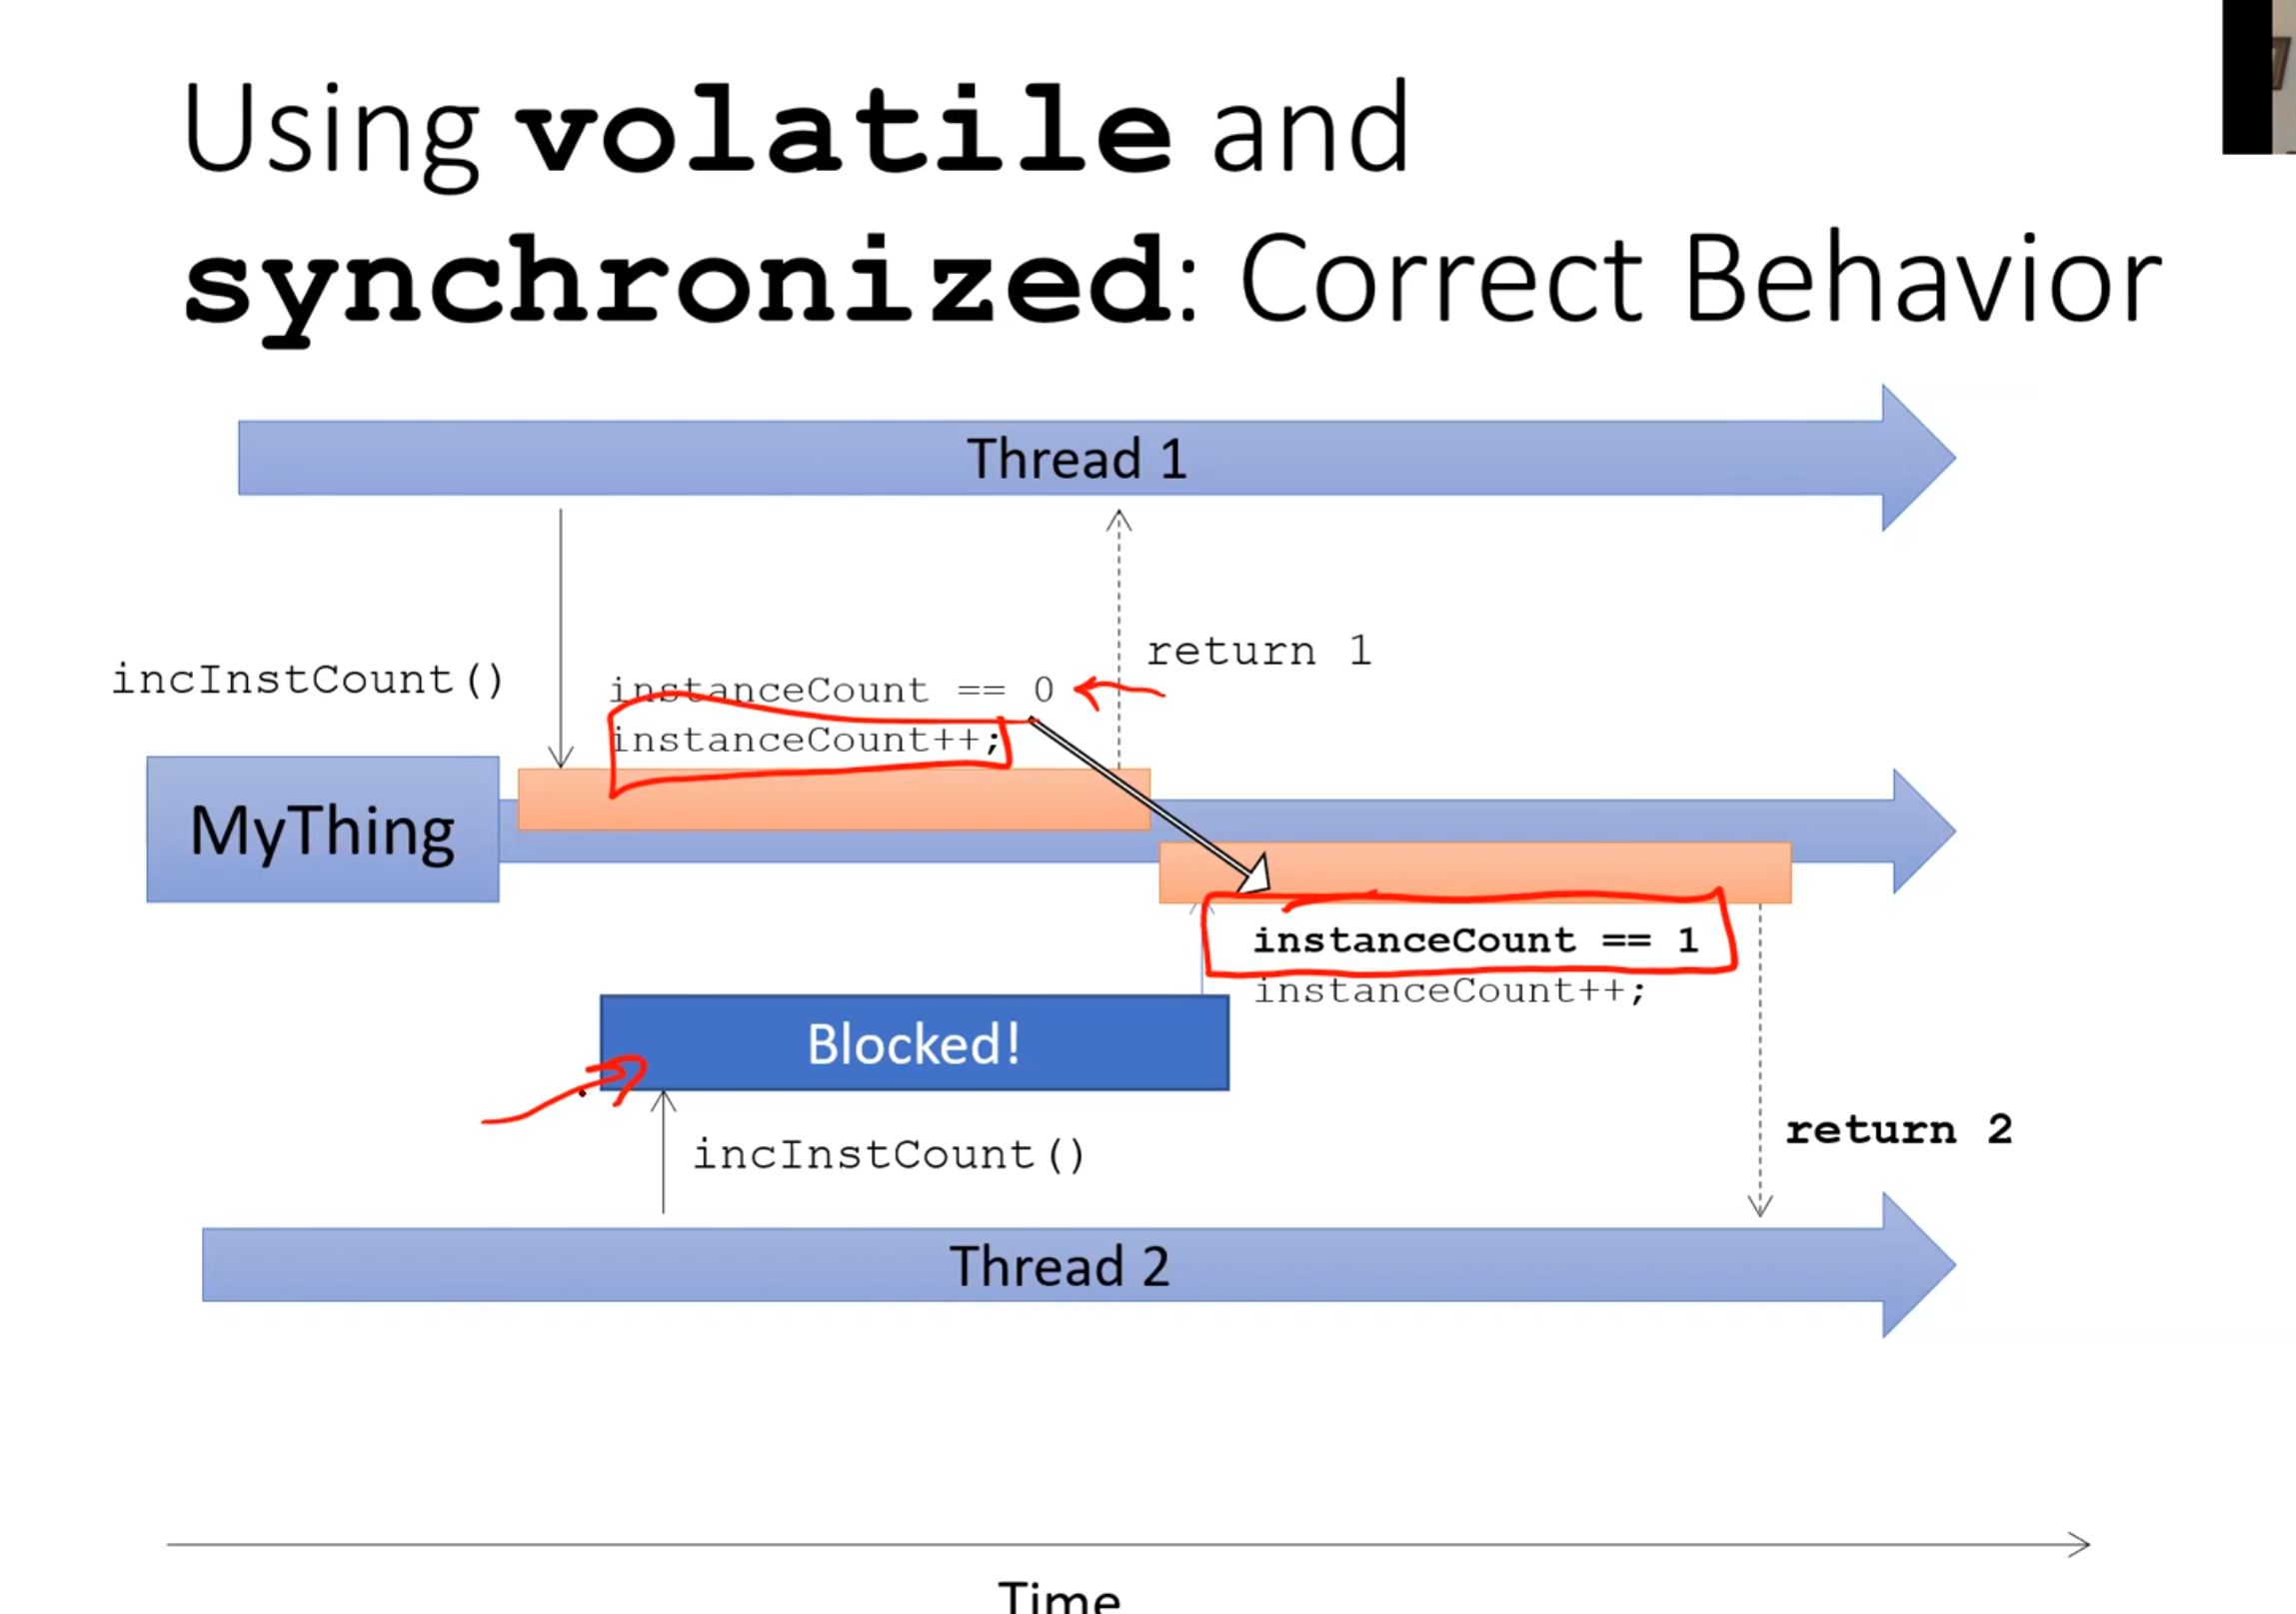 Using volatile and
synchronized: Correct Behavior
Thread 1
incInstCount()
instanceCount == 0
instanceCount++;
return 1
MyThing
instanceCount == 1
instanceCount++;
Blocked!
incInstCount()
return 2
Thread 2
Time